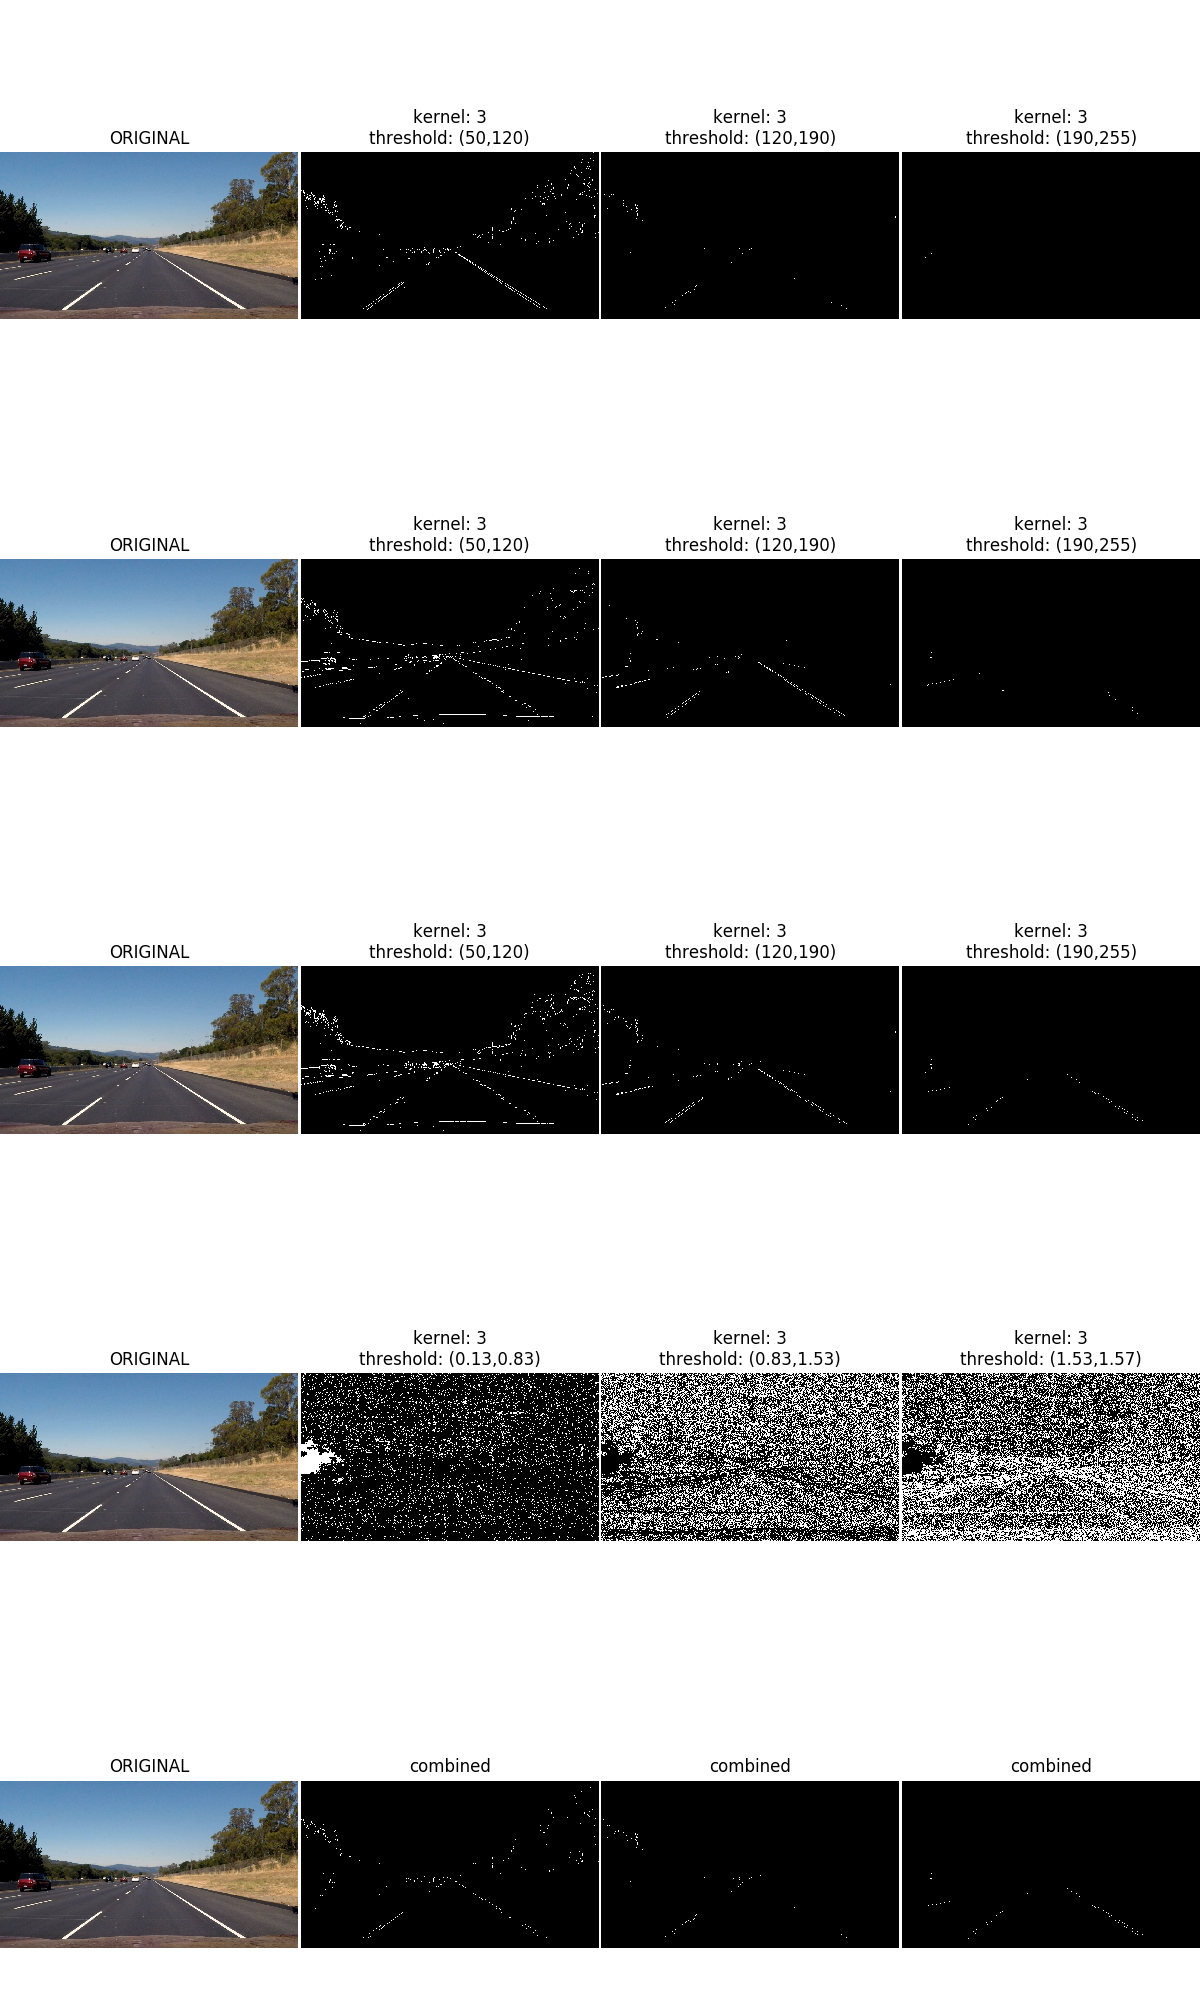 ORIGINAL
kernel: 3
threshold: (50,120)
kernel: 3
threshold: (120,190)
kernel: 3
threshold: (190,255)
ORIGINAL
kernel: 3
threshold: (50,120)
kernel: 3
threshold: (120,190)
kernel: 3
threshold: (190,255)
ORIGINAL
kernel: 3
threshold: (50,120)
kernel: 3
threshold: (120,190)
kernel: 3
threshold: (190,255)
ORIGINAL
kernel: 3
threshold: (0.13,0.83)
kernel: 3
threshold: (0.83,1.53)
kernel: 3
threshold: (1.53,1.57)
ORIGINAL
combined
combined
combined